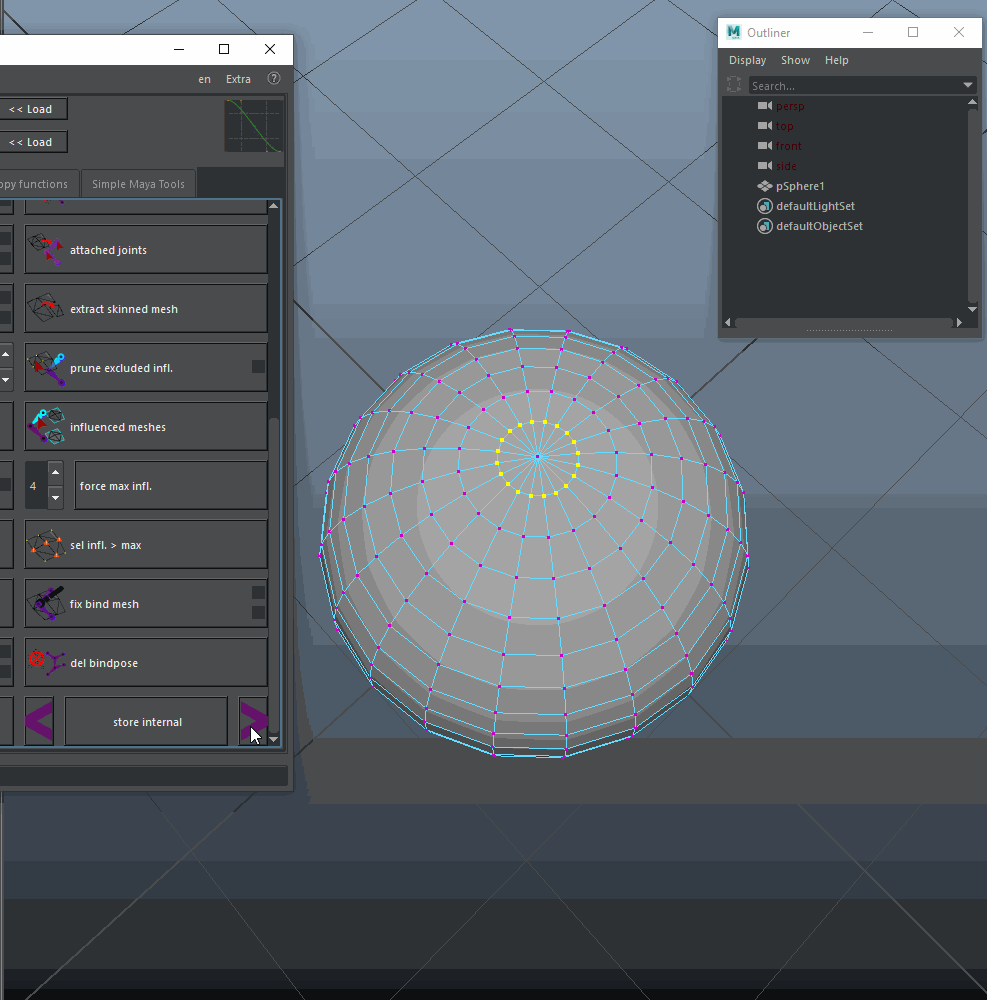 en Extra ?
<< Load
<< Load
opy functions
Simple Maya Tools
attached joints
extract skinned mesh
prune excluded infl.
influenced meshes
4
force max infl.
sel infl. > max
fix bind mesh
del bindpose
store internal
M Outliner
Display Show Help
Search...
persp
top
front
side
pSphere1
defaultLightSet
defaultObjectSet